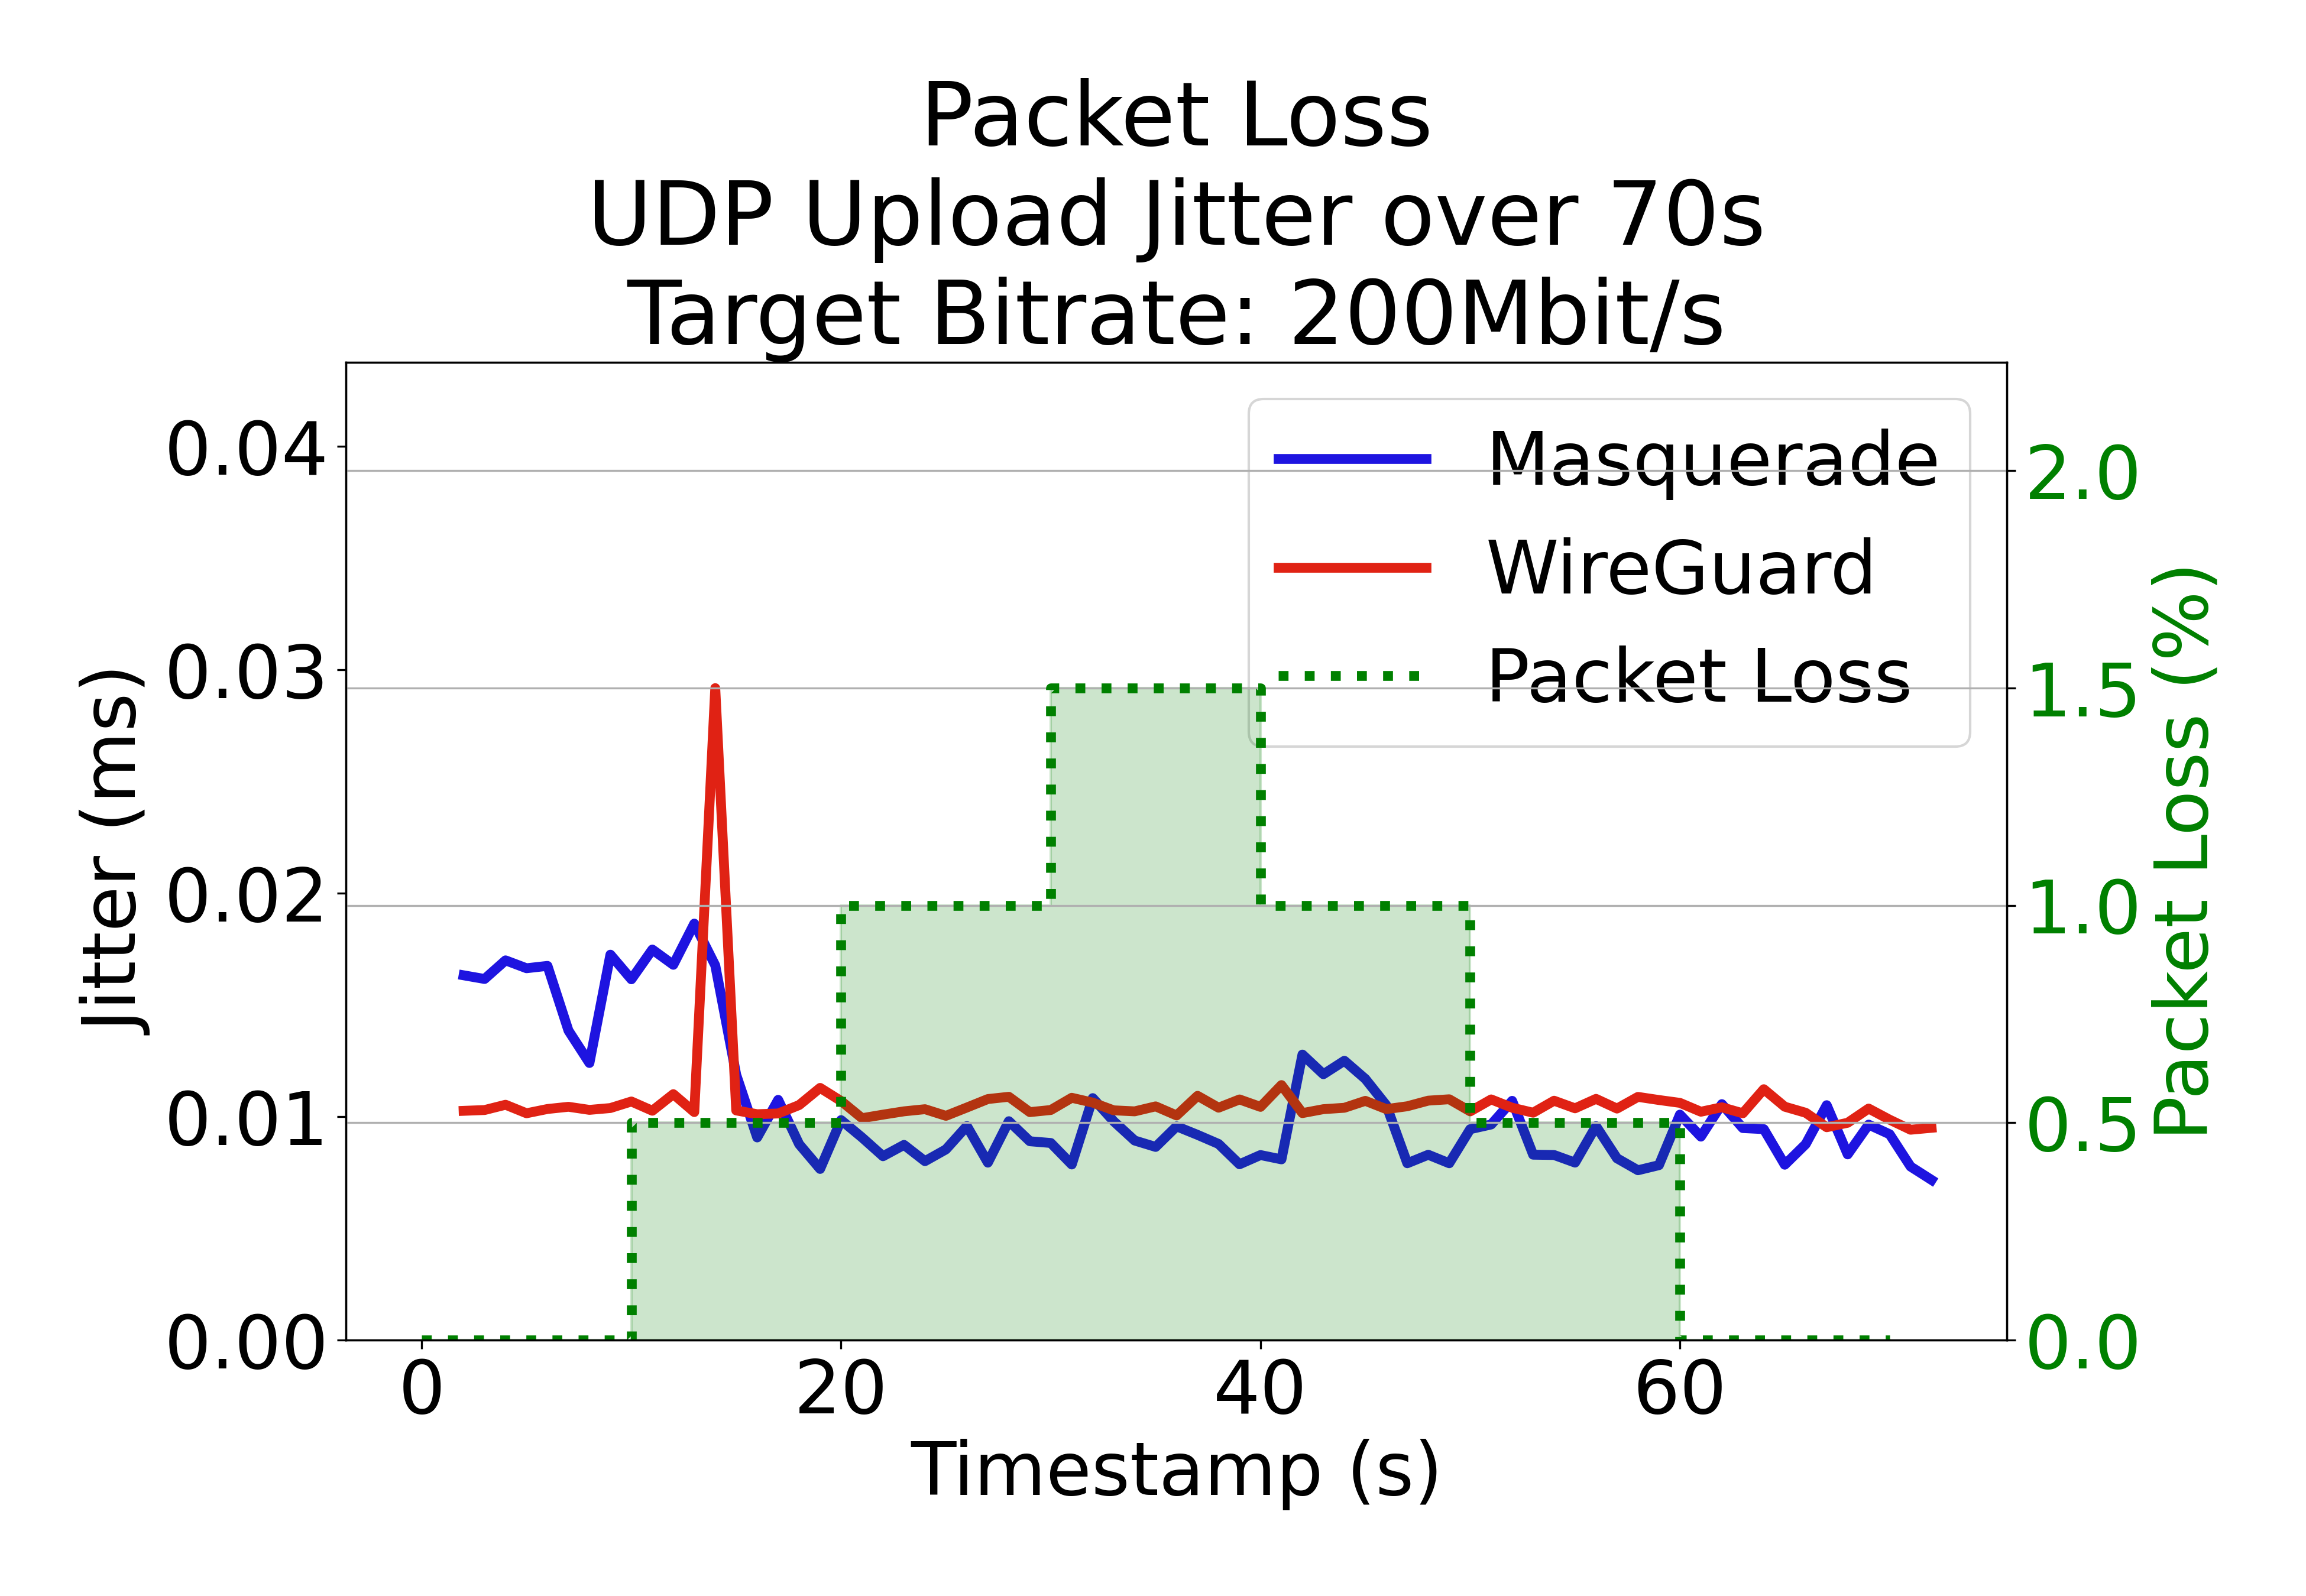 Packet Loss
UDP Upload Jitter over 70s
Target Bitrate: 200Mbit/s
Jitter (ms)
0.04
0.03
0.02
0.01
0.00
Masquerade
WireGuard
Packet Loss
2.0
1.5
1.0
0.5
0.0
Packet Loss (%)
0 20 40 60
Timestamp (s)